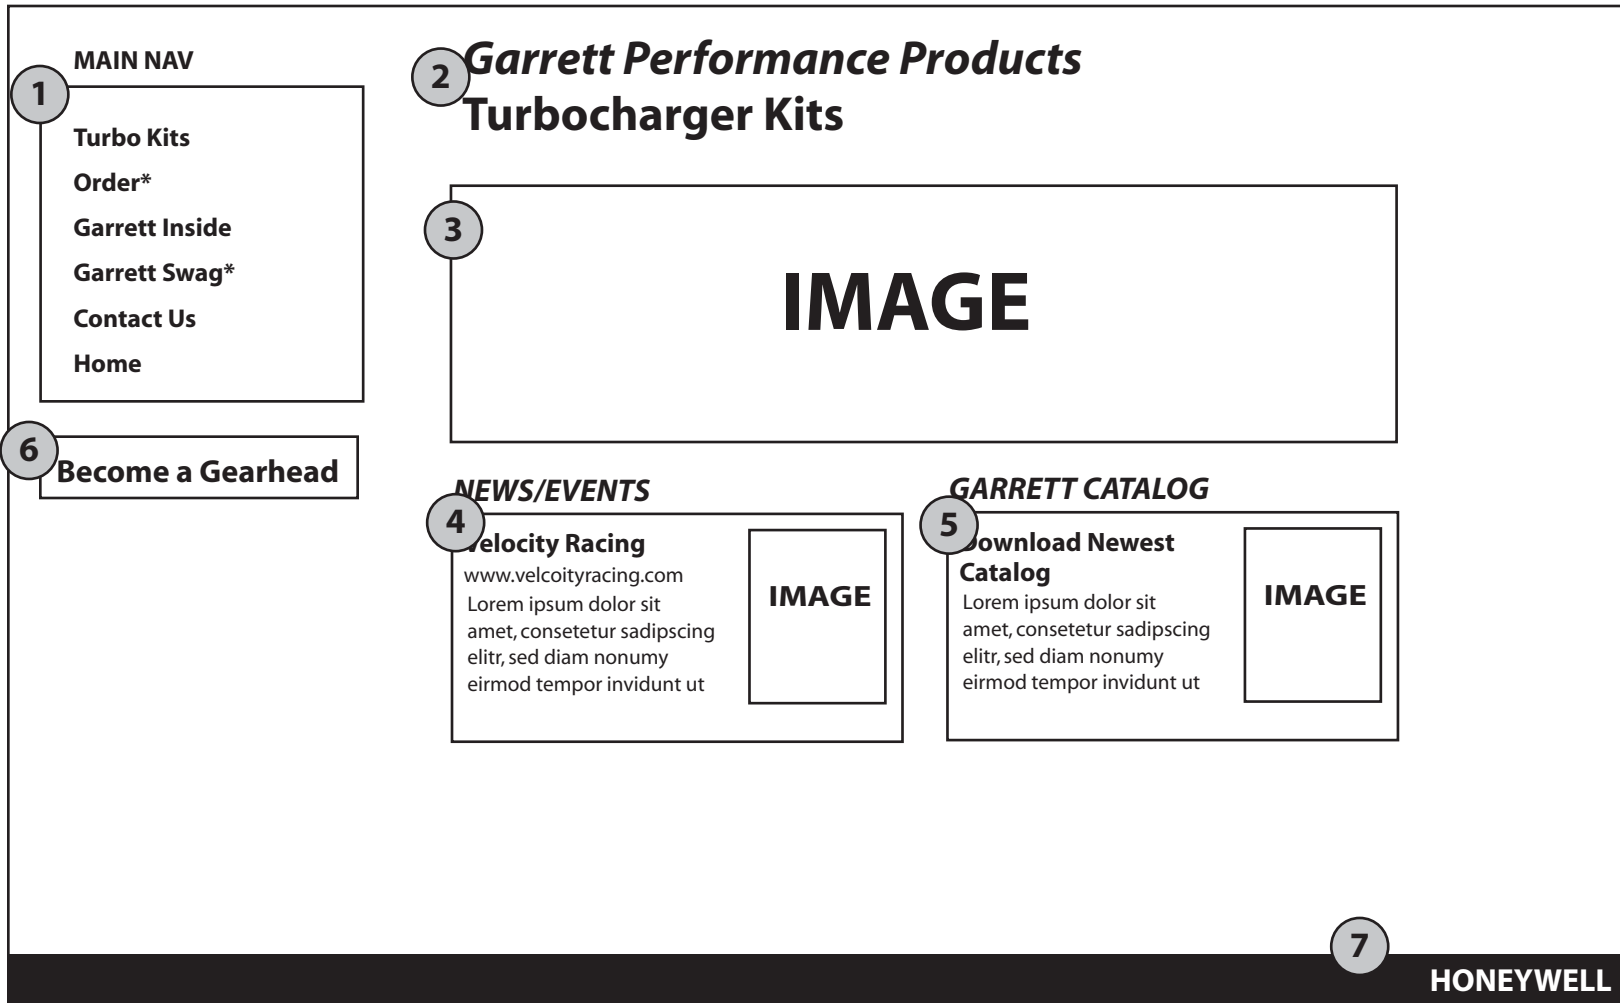 MAIN NAV
1
Turbo Kits
Order*
Garrett Inside
Garrett Swag*
Contact Us
Home
6
Become a Gearhead
2
Garrett Performance Products
Turbocharger Kits
3
IMAGE
NEWS/EVENTS
4
Velocity Racing
www.velcoityracing.com
Lorem ipsum dolor sit
amet, consetetur sadipscing
elitr, sed diam nonumy
eirmod tempor invidunt ut
IMAGE
GARRETT CATALOG
5
Download Newest
Catalog
Lorem ipsum dolor sit
amet, consetetur sadipscing
elitr, sed diam nonumy
eirmod tempor invidunt ut
IMAGE
7
HONEYWELL